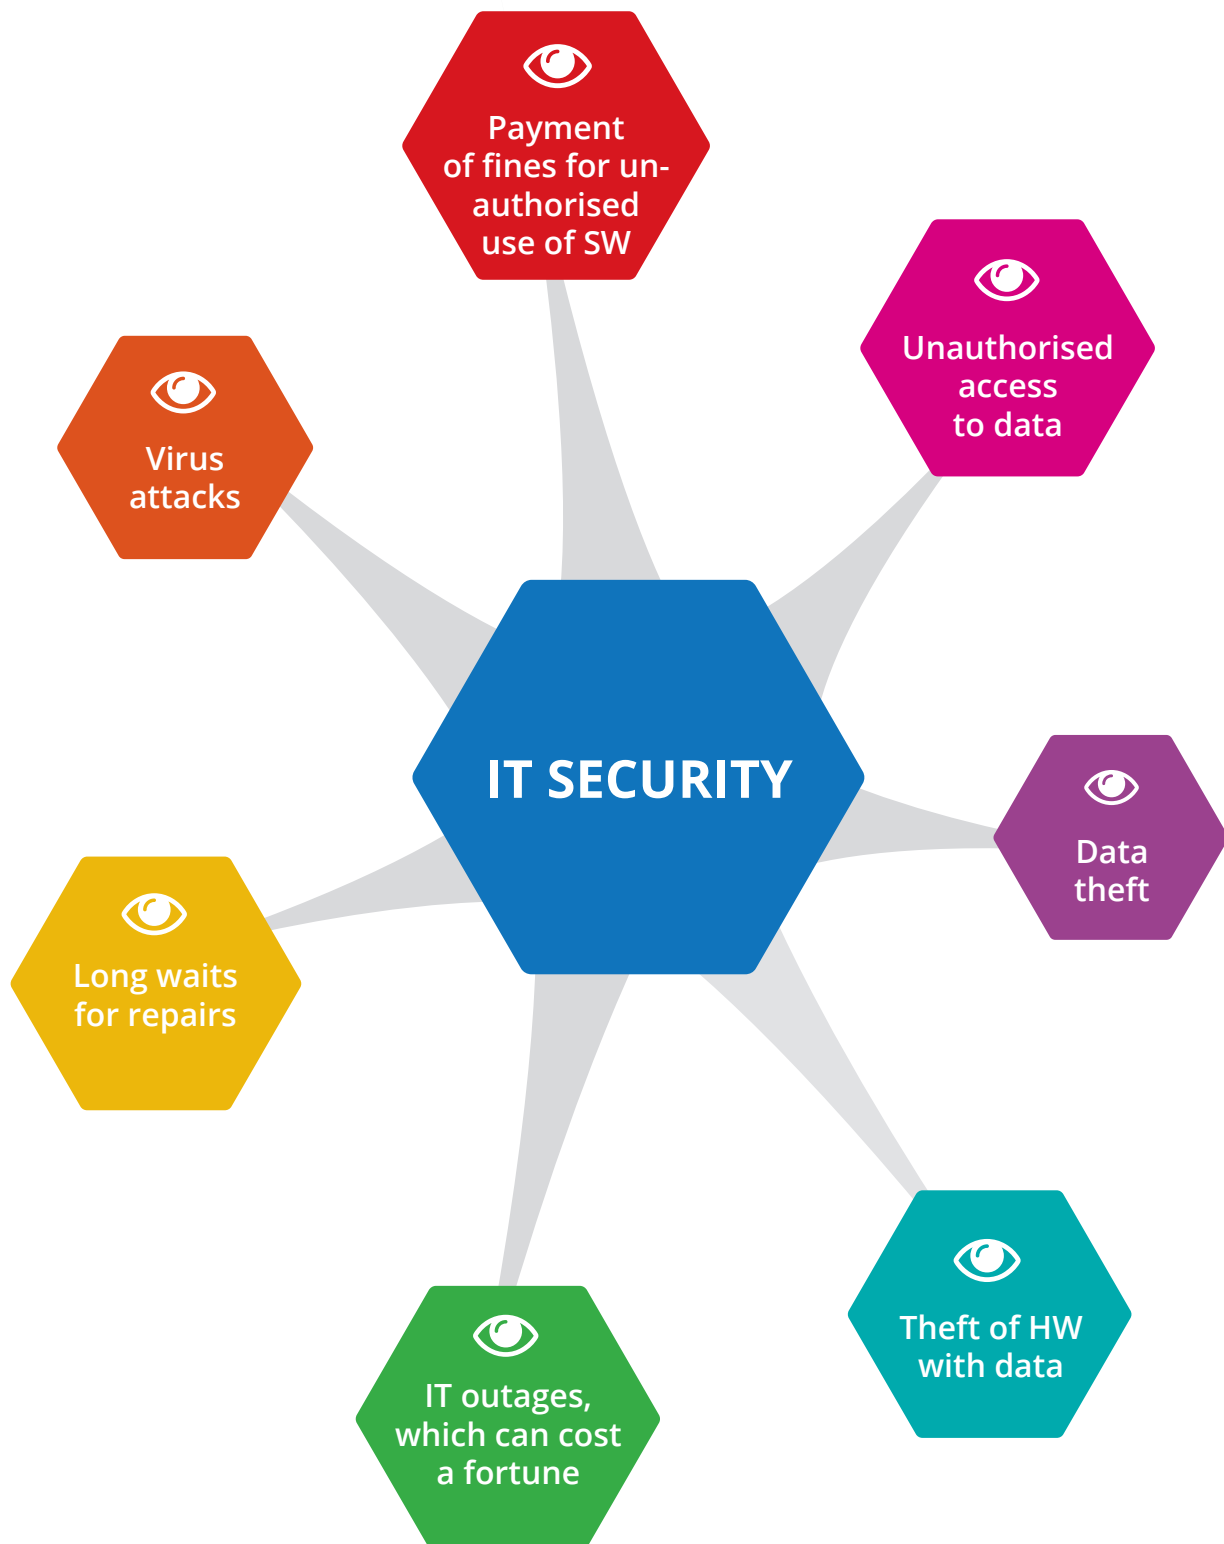 Payment
of fines for un-
authorised
use of SW
Unauthorised
access
to data
Virus
attacks
IT SECURITY
Data
theft
Long waits
for repairs
Theft of HW
with data
IT outages,
which can cost
a fortune